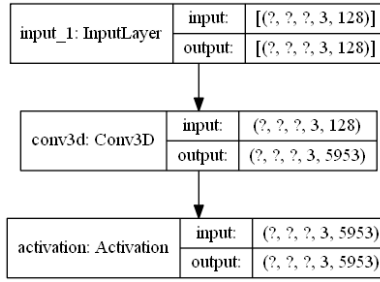 input_1: InputLayer
input: [(?, ?, ?, 3, 128)]
output: [(?, ?, ?, 3, 128)]
conv3d: Conv3D
input: (?, ?, ?, 3, 128)
output: (?, ?, ?, 3, 5953)
activation: Activation
input: (?, ?, ?, 3, 5953)
output: (?, ?, ?, 3, 5953)